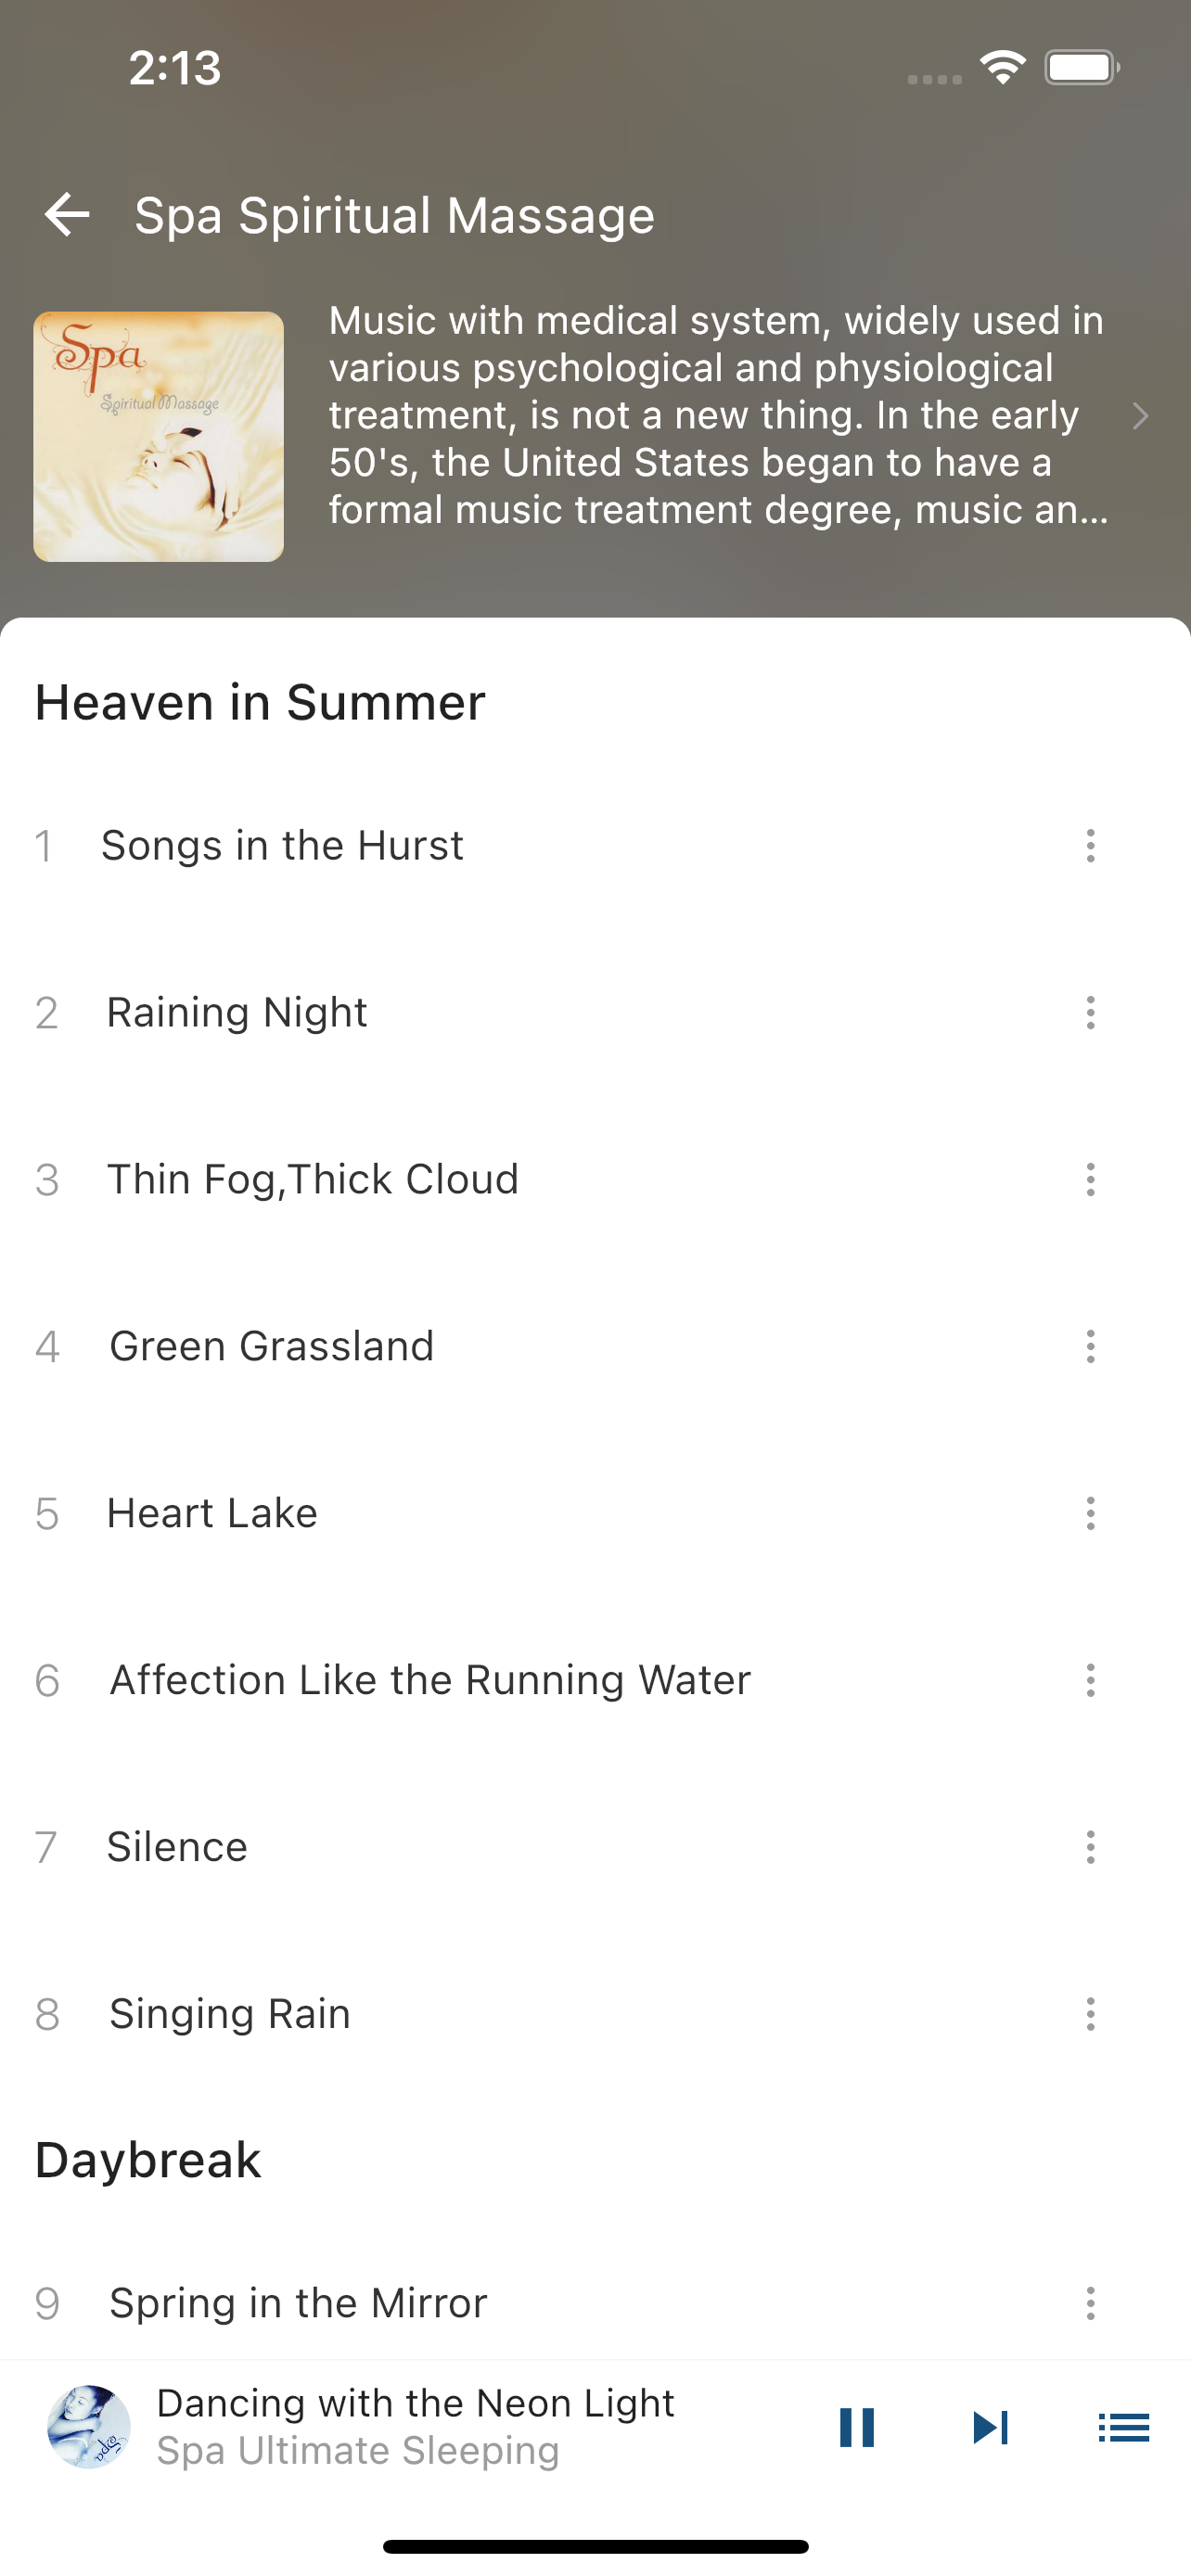 2:13
Spa Spiritual Massage
Spa
Spiritual Massage
Music with medical system, widely used in
various psychological and physiological
treatment, is not a new thing. In the early
50's, the United States began to have a
formal music treatment degree, music an...
Heaven in Summer
1 Songs in the Hurst
2 Raining Night
3 Thin Fog,Thick Cloud
4 Green Grassland
5 Heart Lake
6 Affection Like the Running Water
7 Silence
8 Singing Rain
Daybreak
9 Spring in the Mirror
Spa
Dancing with the Neon Light
Spa Ultimate Sleeping